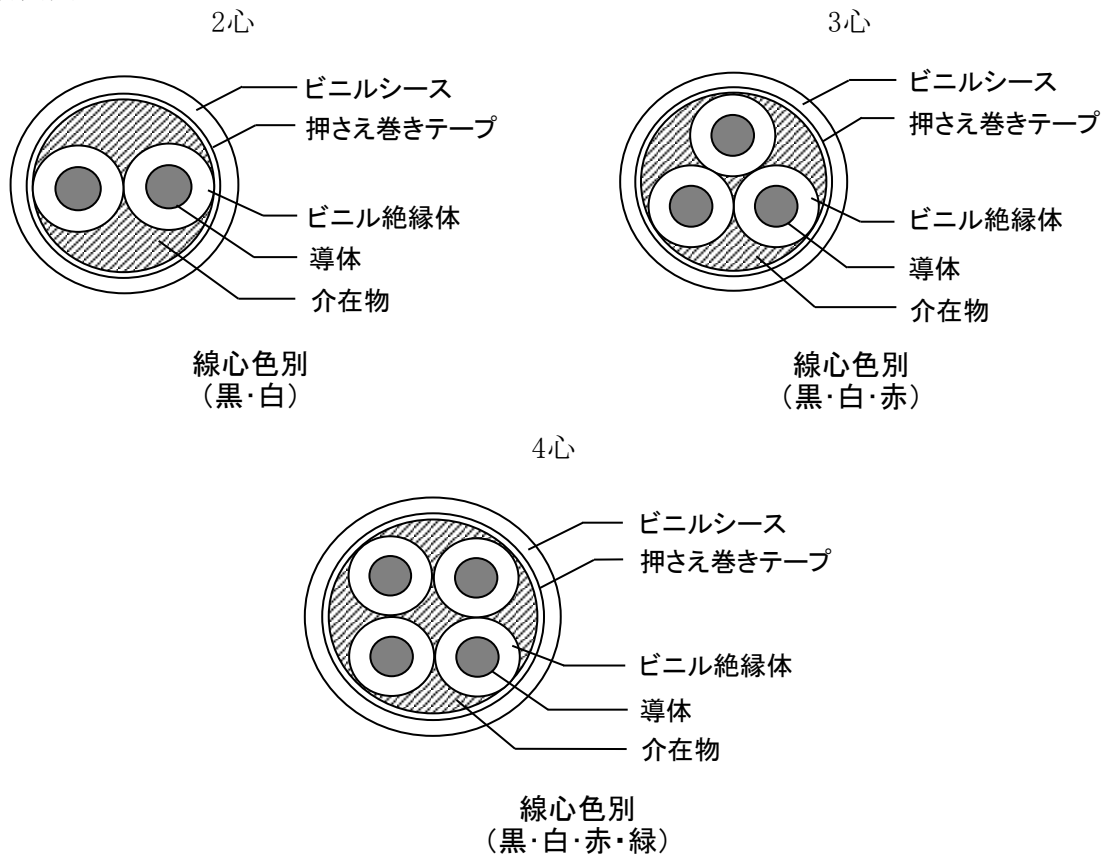 2心
ビニルシース
押さえ巻きテープ
ビニル絶縁体
導体
介在物
線心色別
(黒・白)
3心
ビニルシース
押さえ巻きテープ
ビニル絶縁体
導体
介在物
線心色別
(黒・白・赤)
4心
ビニルシース
押さえ巻きテープ
ビニル絶縁体
導体
介在物
線心色別
(黒・白・赤・緑)